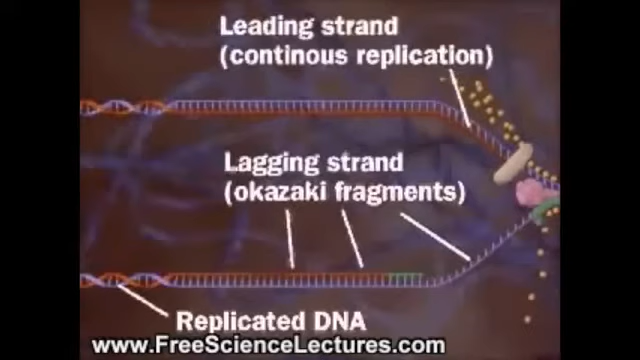 Leading strand
(continous replication)
Lagging strand
(okazaki fragments)
Replicated DNA
www.FreeScienceLectures.com